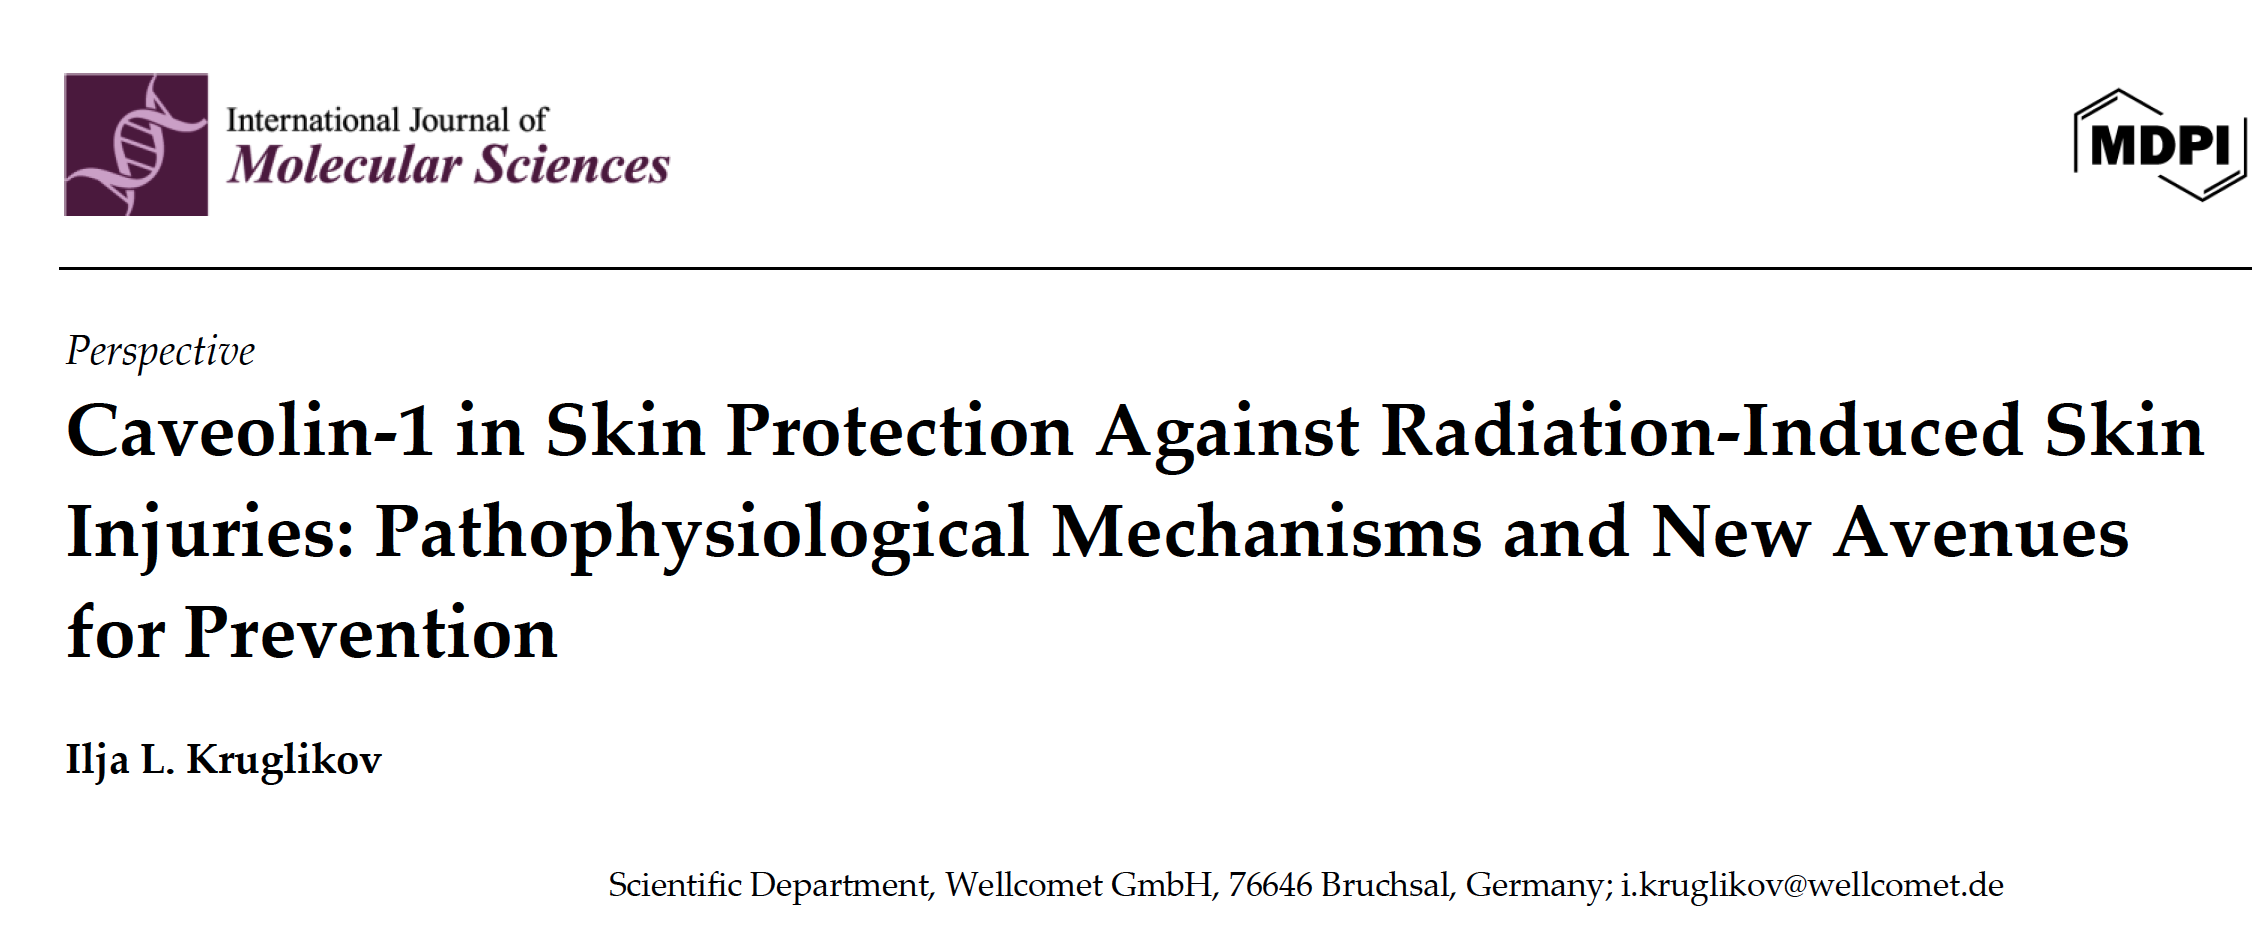 International Journal of
Molecular Sciences
MDPI
Perspective
Caveolin-1 in Skin Protection Against Radiation-Induced Skin
Injuries: Pathophysiological Mechanisms and New Avenues
for Prevention
Ilja L. Kruglikov
Scientific Department, Wellcomet GmbH, 76646 Bruchsal, Germany; i.kruglikov@wellcomet.de